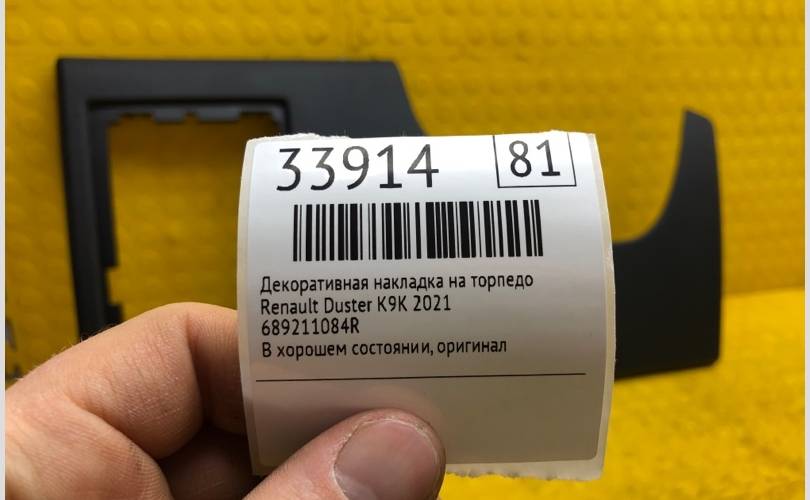 33914 81
Декоративная накладка на торпедо
Renault Duster K9K 2021
689211084R
В хорошем состоянии, оригинал